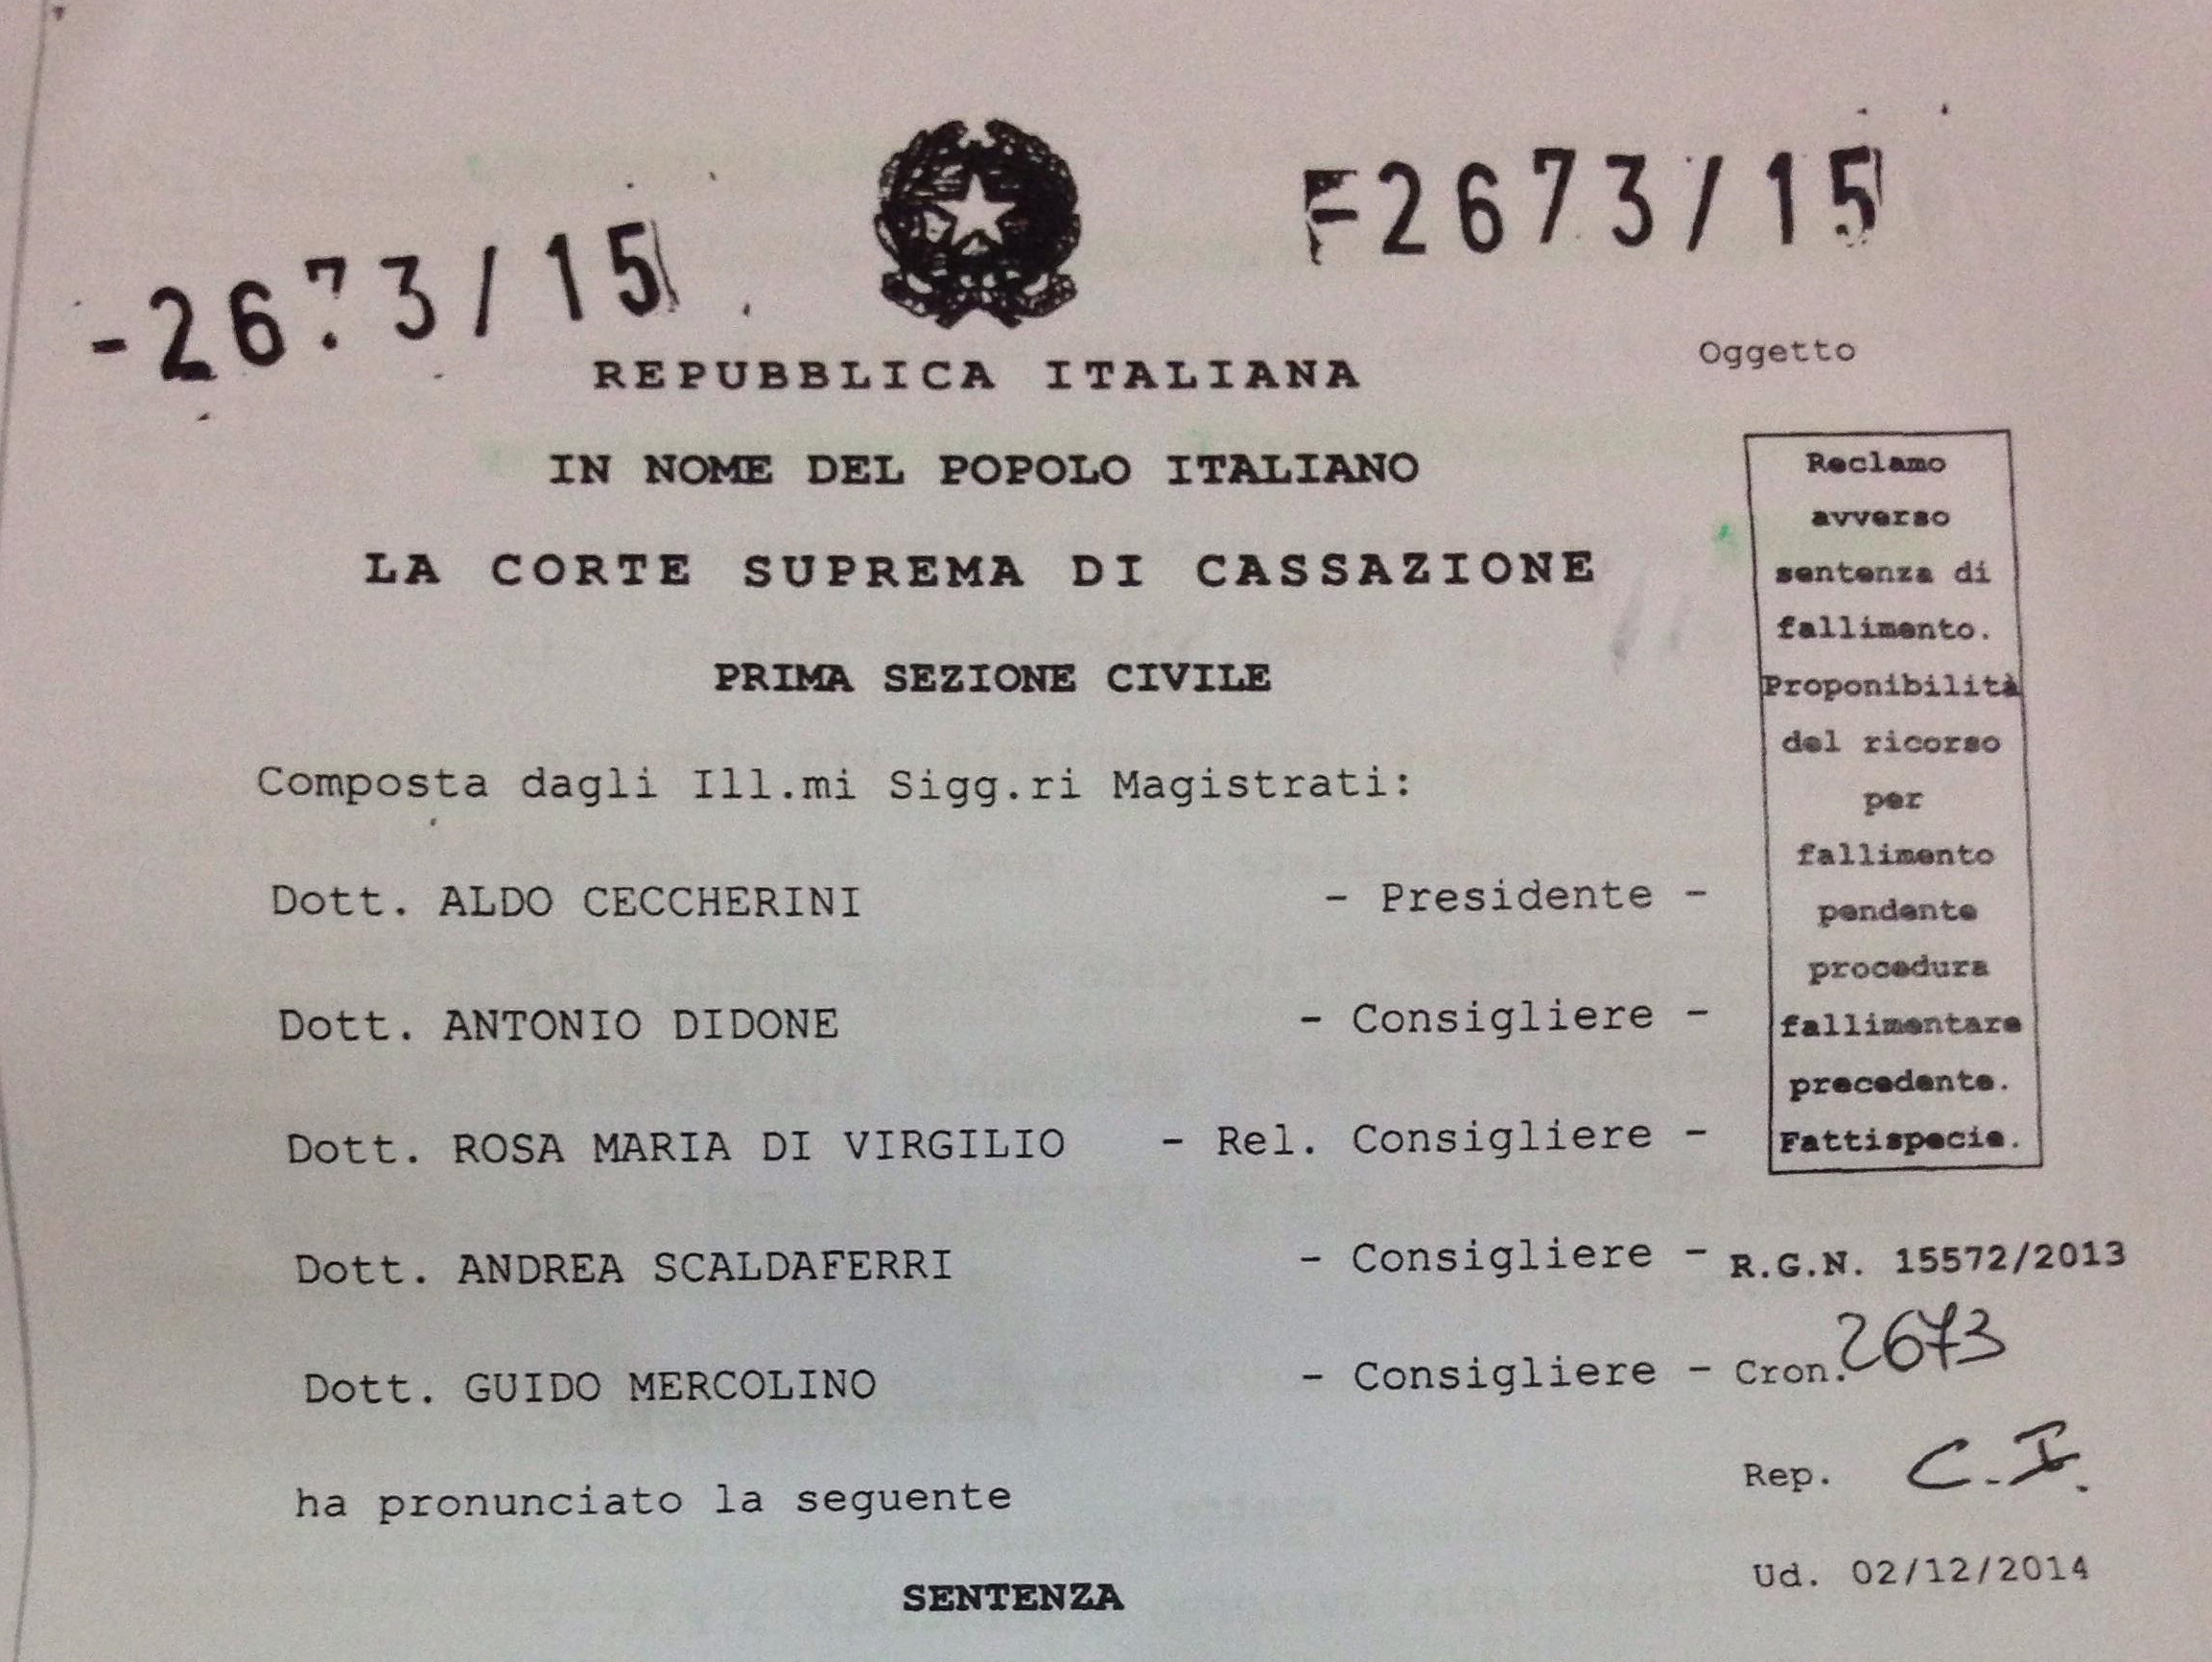 -2673/15
F2673/15
REPUBBLICA ITALIANA
IN NOME DEL POPOLO ITALIANO
LA CORTE SUPREMA DI CASSAZIONE
PRIMA SEZIONE CIVILE
Composta dagli Ill.mi Sigg.ri Magistrati:
Dott. ALDO CECCHERINI - Presidente -
Dott. ANTONIO DIDONE - Consigliere -
Dott. ROSA MARIA DI VIRGILIO - Rel. Consigliere -
Dott. ANDREA SCALDAFERRI - Consigliere -
Dott. GUIDO MERCOLINO - Consigliere -
ha pronunciato la seguente
SENTENZA
Oggetto
Reclamo
avverso
sentenza di
fallimento.
Proponibilità
del ricorso
per
fallimento
pendente
procedura
fallimentare
precedente.
Fattispecie.
R.G.N. 15572/2013
Cron. 2673
Rep. C.I.
Ud. 02/12/2014